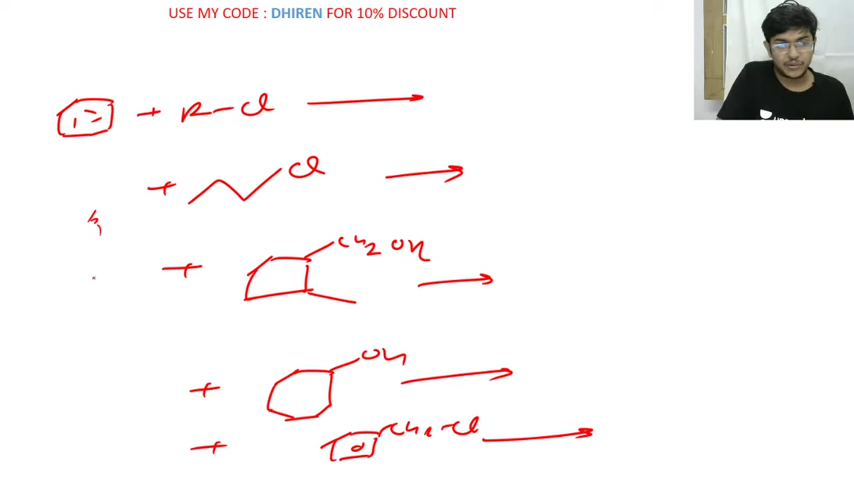 USE MY CODE : DHIREN FOR 10% DISCOUNT
+ R-Cl
+ Cl
+ CH2OH
+ OH
+ CH2-Cl